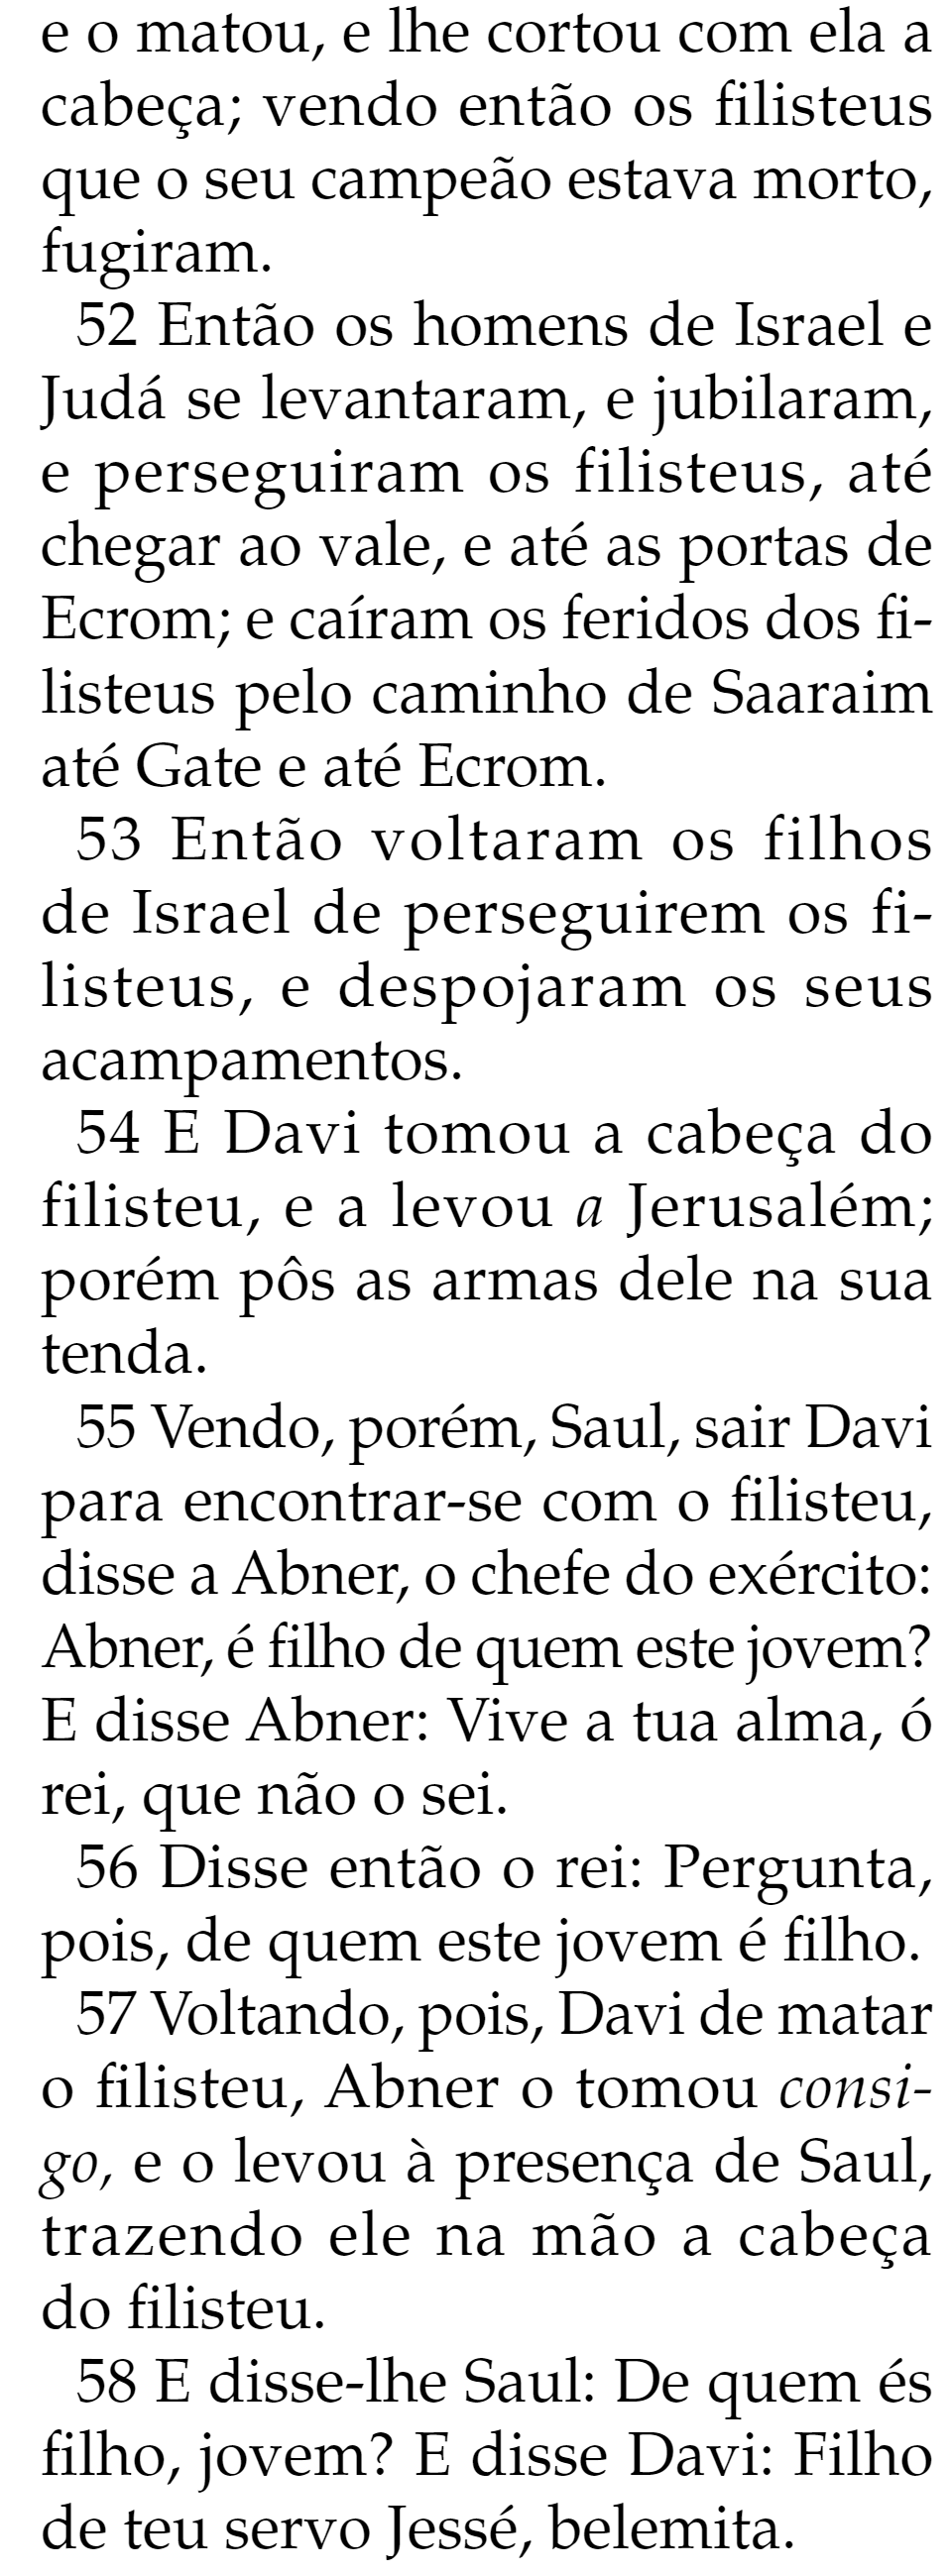 e o matou, e lhe cortou com ela a
cabeça; vendo então os filisteus
que o seu campeão estava morto,
fugiram.
52 Então os homens de Israel e
Judá se levantaram, e jubilaram,
e perseguiram os filisteus, até
chegar ao vale, e até as portas de
Ecrom; e caíram os feridos dos fi-
listeus pelo caminho de Saaraim
até Gate e até Ecrom.
53 Então voltaram os filhos
de Israel de perseguirem os fi-
listeus, e despojaram os seus
acampamentos.
54 E Davi tomou a cabeça do
filisteu, e a levou a Jerusalém;
porém pôs as armas dele na sua
tenda.
55 Vendo, porém, Saul, sair Davi
para encontrar-se com o filisteu,
disse a Abner, o chefe do exército:
Abner, é filho de quem este jovem?
E disse Abner: Vive a tua alma, ó
rei, que não o sei.
56 Disse então o rei: Pergunta,
pois, de quem este jovem é filho.
57 Voltando, pois, Davi de matar
o filisteu, Abner o tomou consi-
go, e o levou à presença de Saul,
trazendo ele na mão a cabeça
do filisteu.
58 E disse-lhe Saul: De quem és
filho, jovem? E disse Davi: Filho
de teu servo Jessé, belemita.